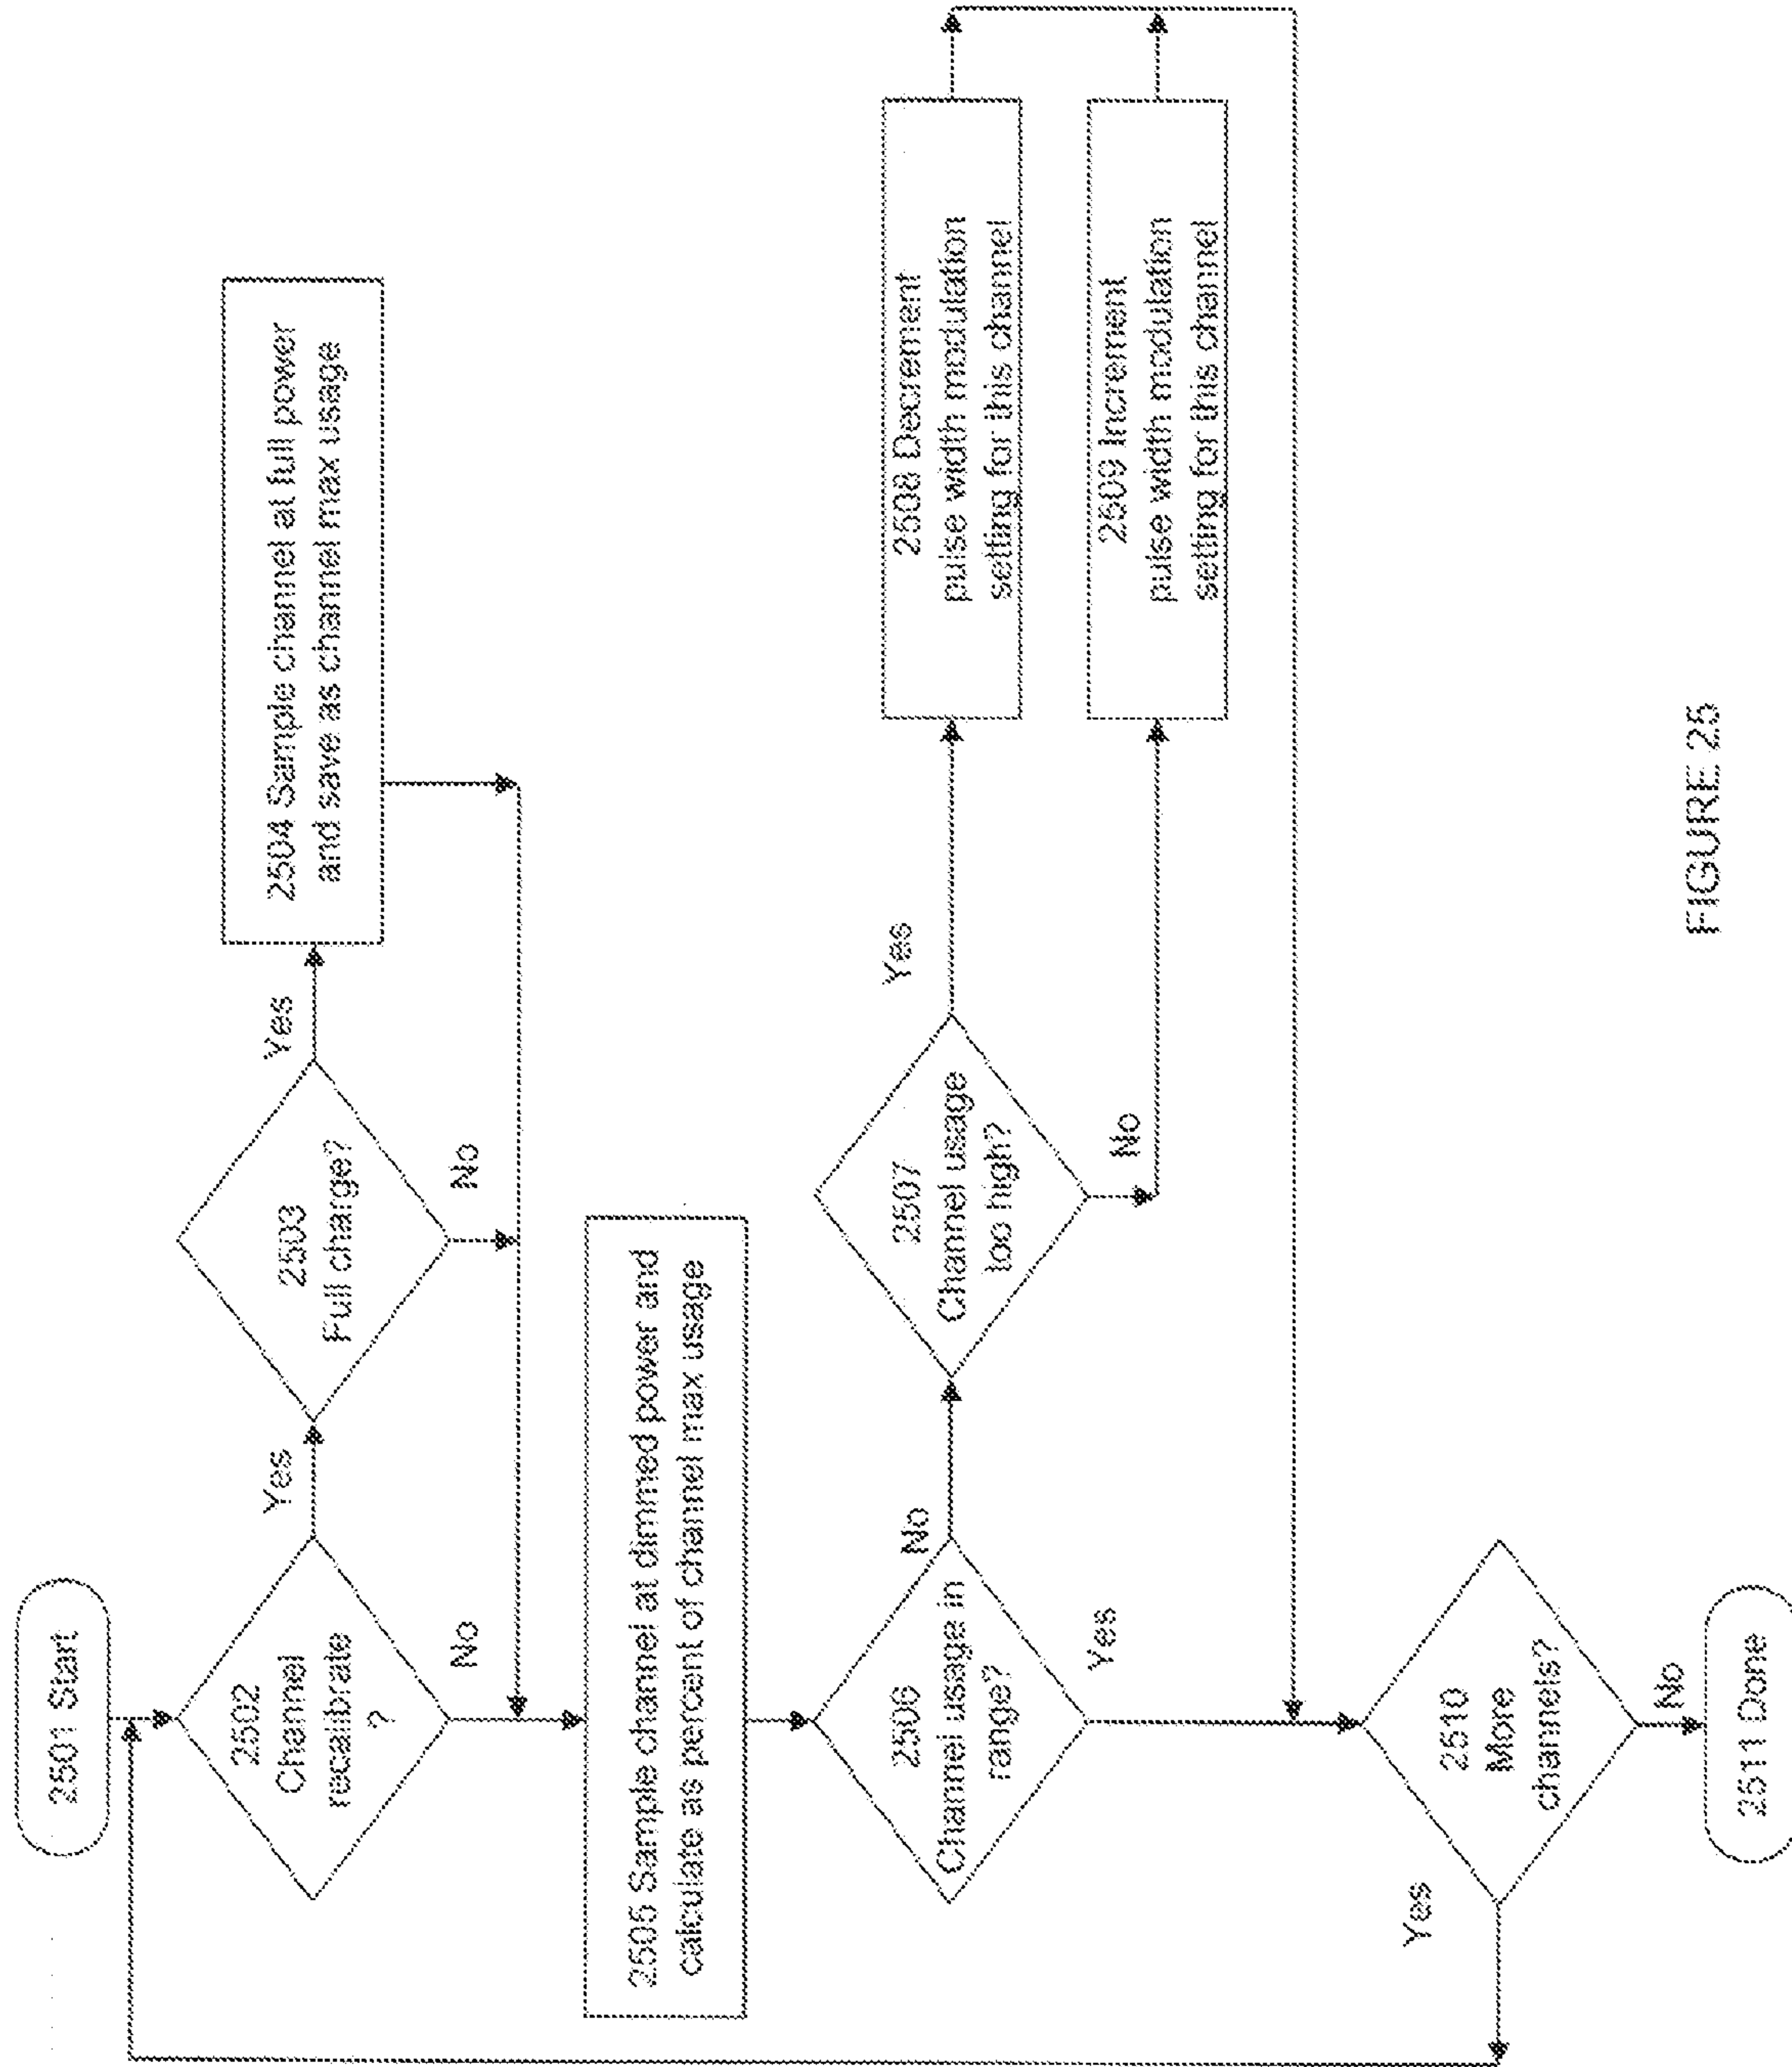 2501 Start
2502
Channel
recalibrate
?
Yes
No
2503
Full charge?
Yes
No
2504 Sample channel at full power
and save as channel max usage
2505 Sample channel at dimmed power and
calculate as percent of channel max usage
2506
Channel usage in
range?
No
Yes
2507
Channel usage
too high?
Yes
No
2508 Decrement
pulse width modulation
setting for this channel
2509 Increment
pulse width modulation
setting for this channel
2510
More
channels?
Yes
No
2511 Done
FIGURE 25